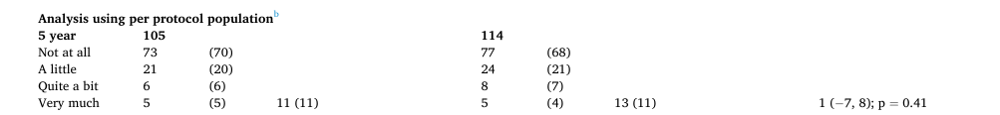 Analysis using per protocol population^b
5 year 105 114
Not at all 73 (70) 77 (68)
A little 21 (20) 24 (21)
Quite a bit 6 (6) 8 (7)
Very much 5 (5) 11 (11) 5 (4) 13 (11) 1 (−7, 8); p = 0.41